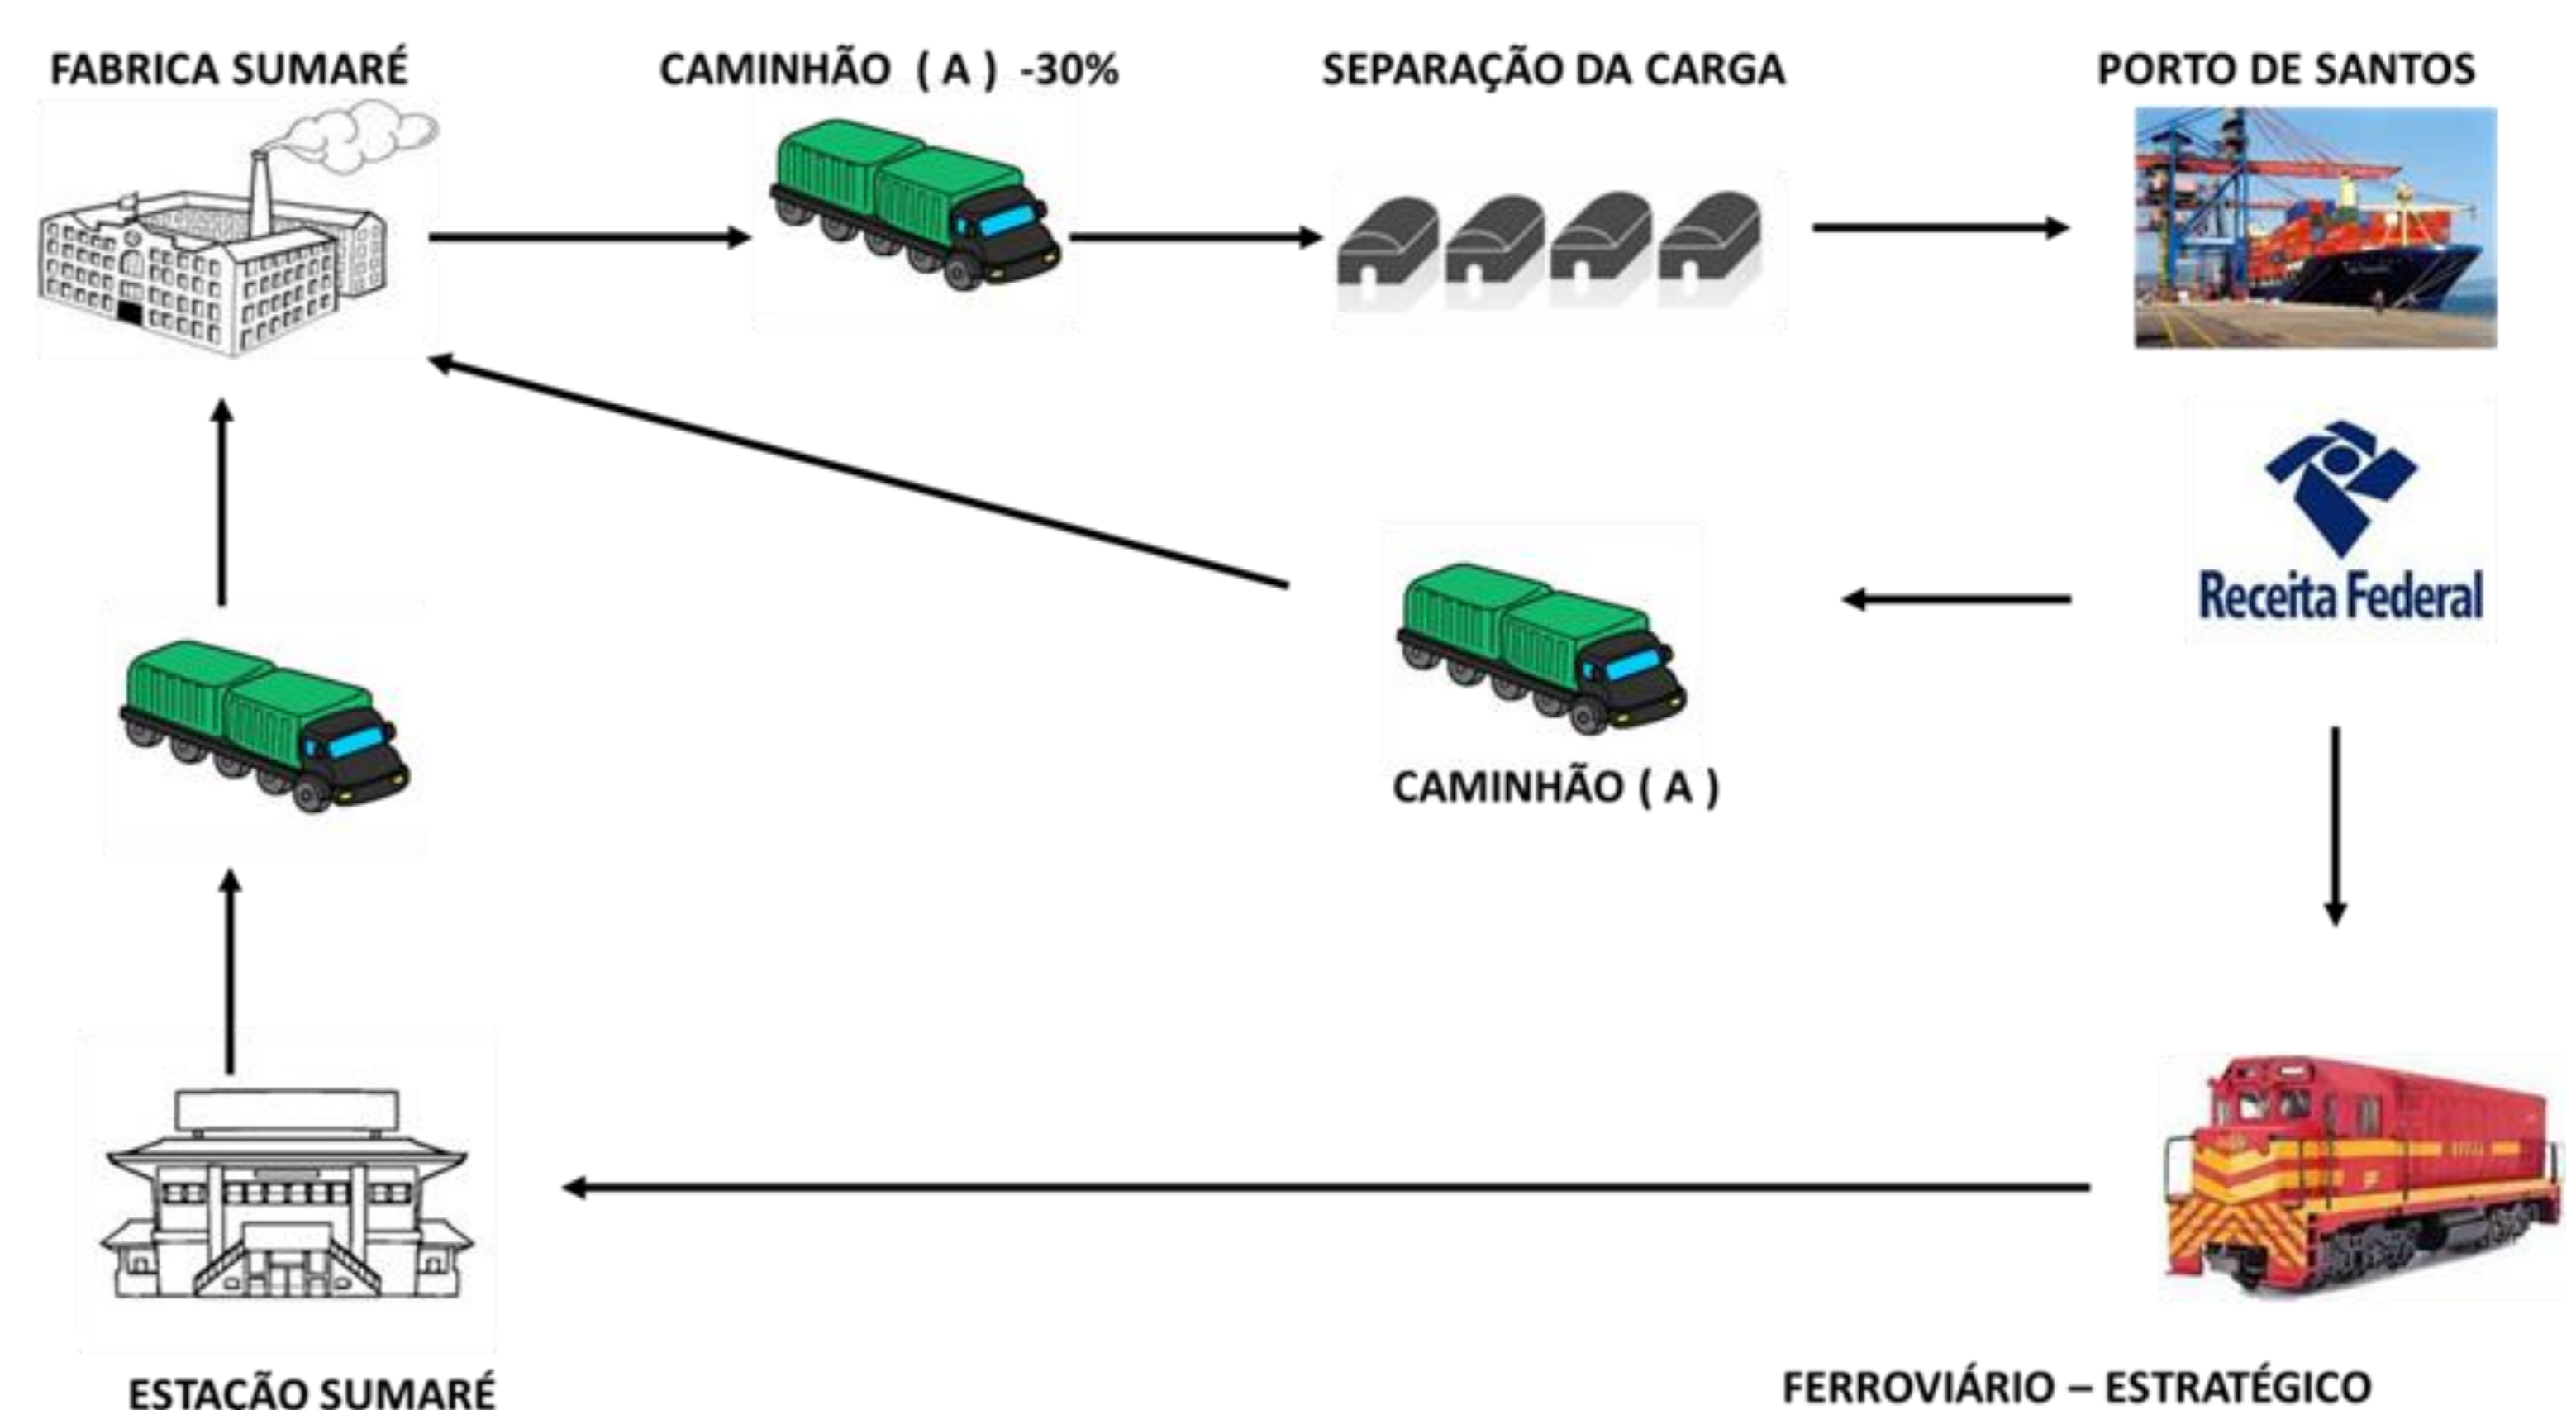 FABRICA SUMARÉ
CAMINHÃO ( A ) -30%
SEPARAÇÃO DA CARGA
PORTO DE SANTOS
Receita Federal
CAMINHÃO ( A )
ESTAÇÃO SUMARÉ
FERROVIÁRIO – ESTRATÉGICO